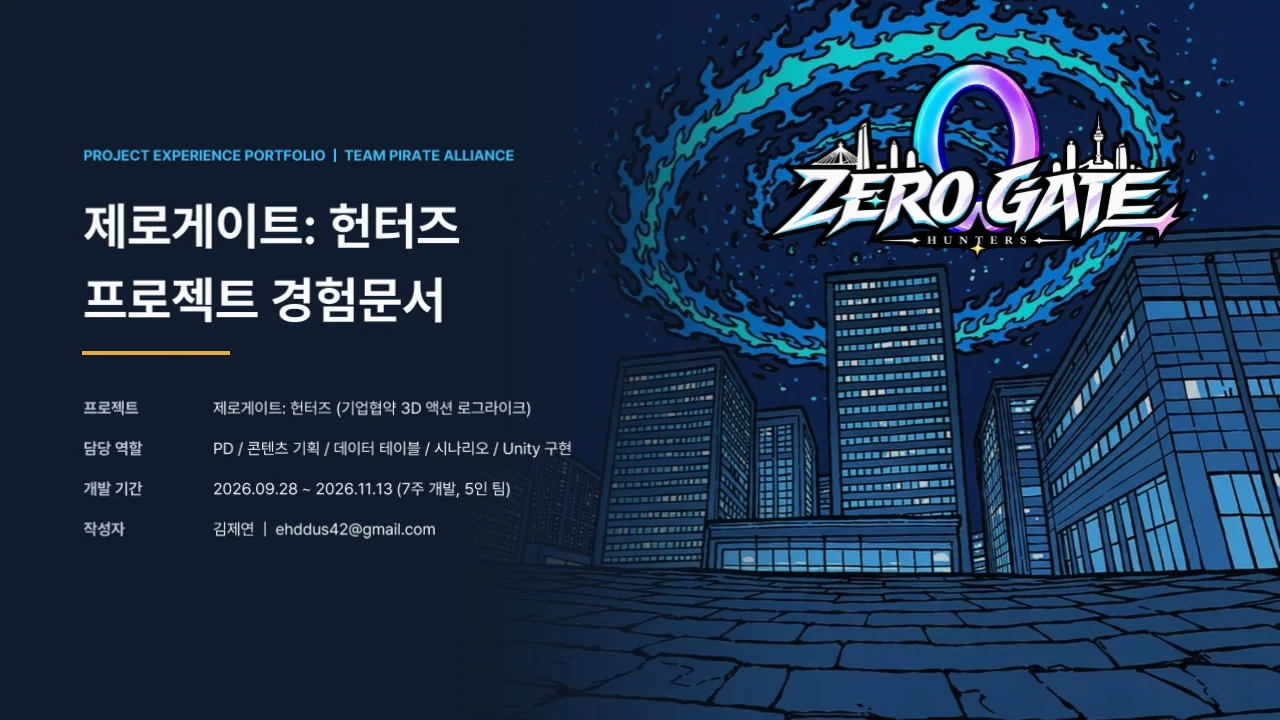 PROJECT EXPERIENCE PORTFOLIO | TEAM PIRATE ALLIANCE
제로게이트: 헌터즈
프로젝트 경험문서
프로젝트 제로게이트: 헌터즈 (기업협약 3D 액션 로그라이크)
담당 역할 PD / 콘텐츠 기획 / 데이터 테이블 / 시나리오 / Unity 구현
개발 기간 2026.09.28 ~ 2026.11.13 (7주 개발, 5인 팀)
작성자 김제연 | ehddus42@gmail.com
ZERO GATE
HUNTERS